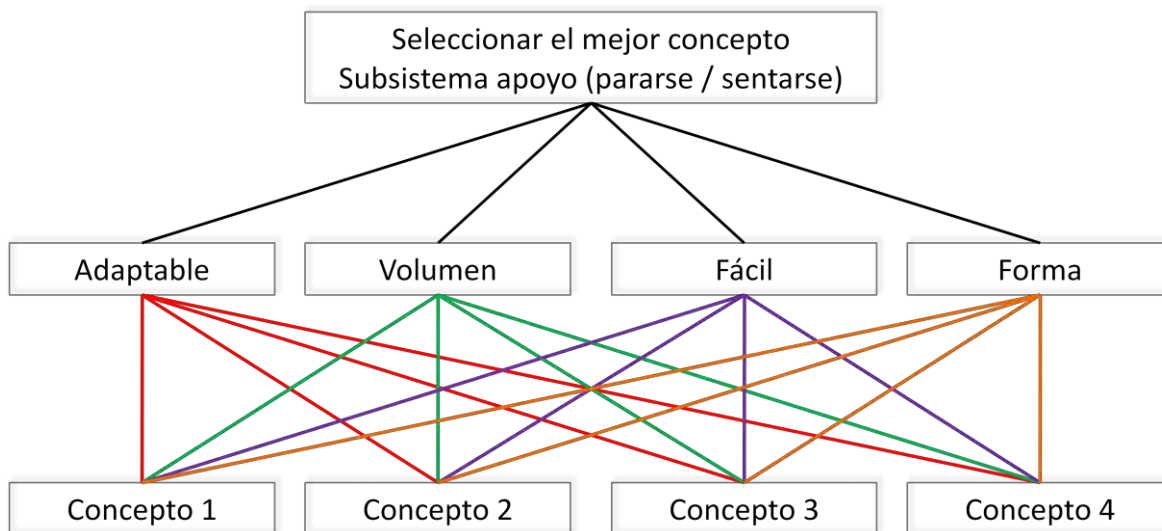 Seleccionar el mejor concepto
Subsistema apoyo (pararse / sentarse)
Adaptable
Volumen
Fácil
Forma
Concepto 1
Concepto 2
Concepto 3
Concepto 4